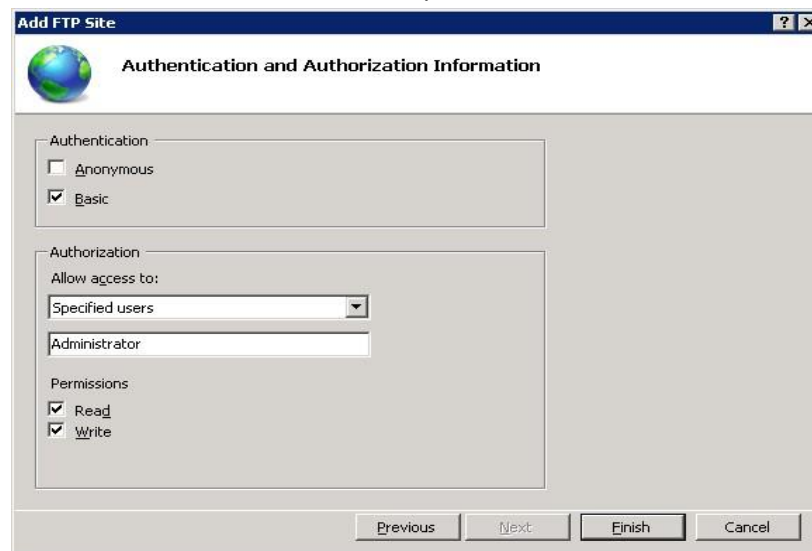 Add FTP Site
Authentication and Authorization Information
Authentication
Anonymous
Basic
Authorization
Allow access to:
Specified users
Administrator
Permissions
Read
Write
Previous Next Finish Cancel